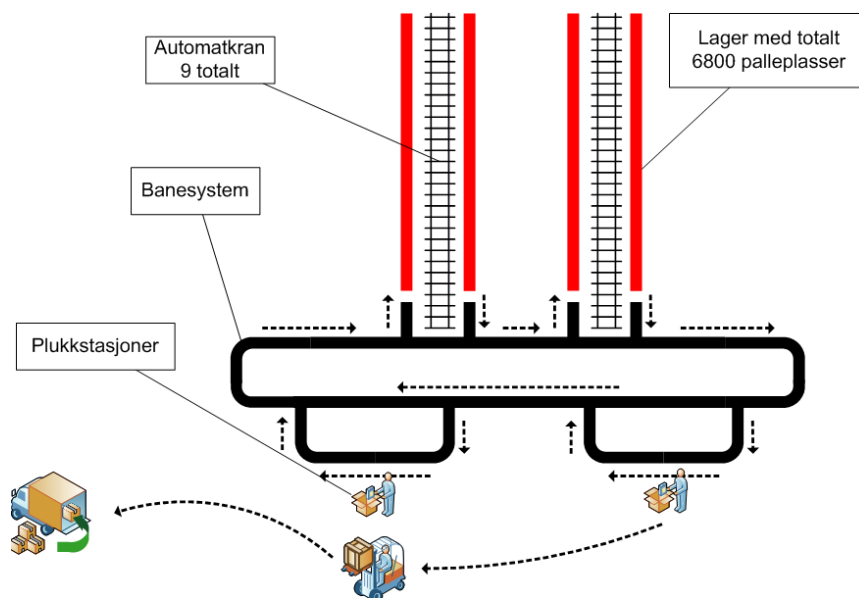 Automatkran
9 totalt
Lager med totalt
6800 palleplasser
Banesystem
Plukkstasjoner